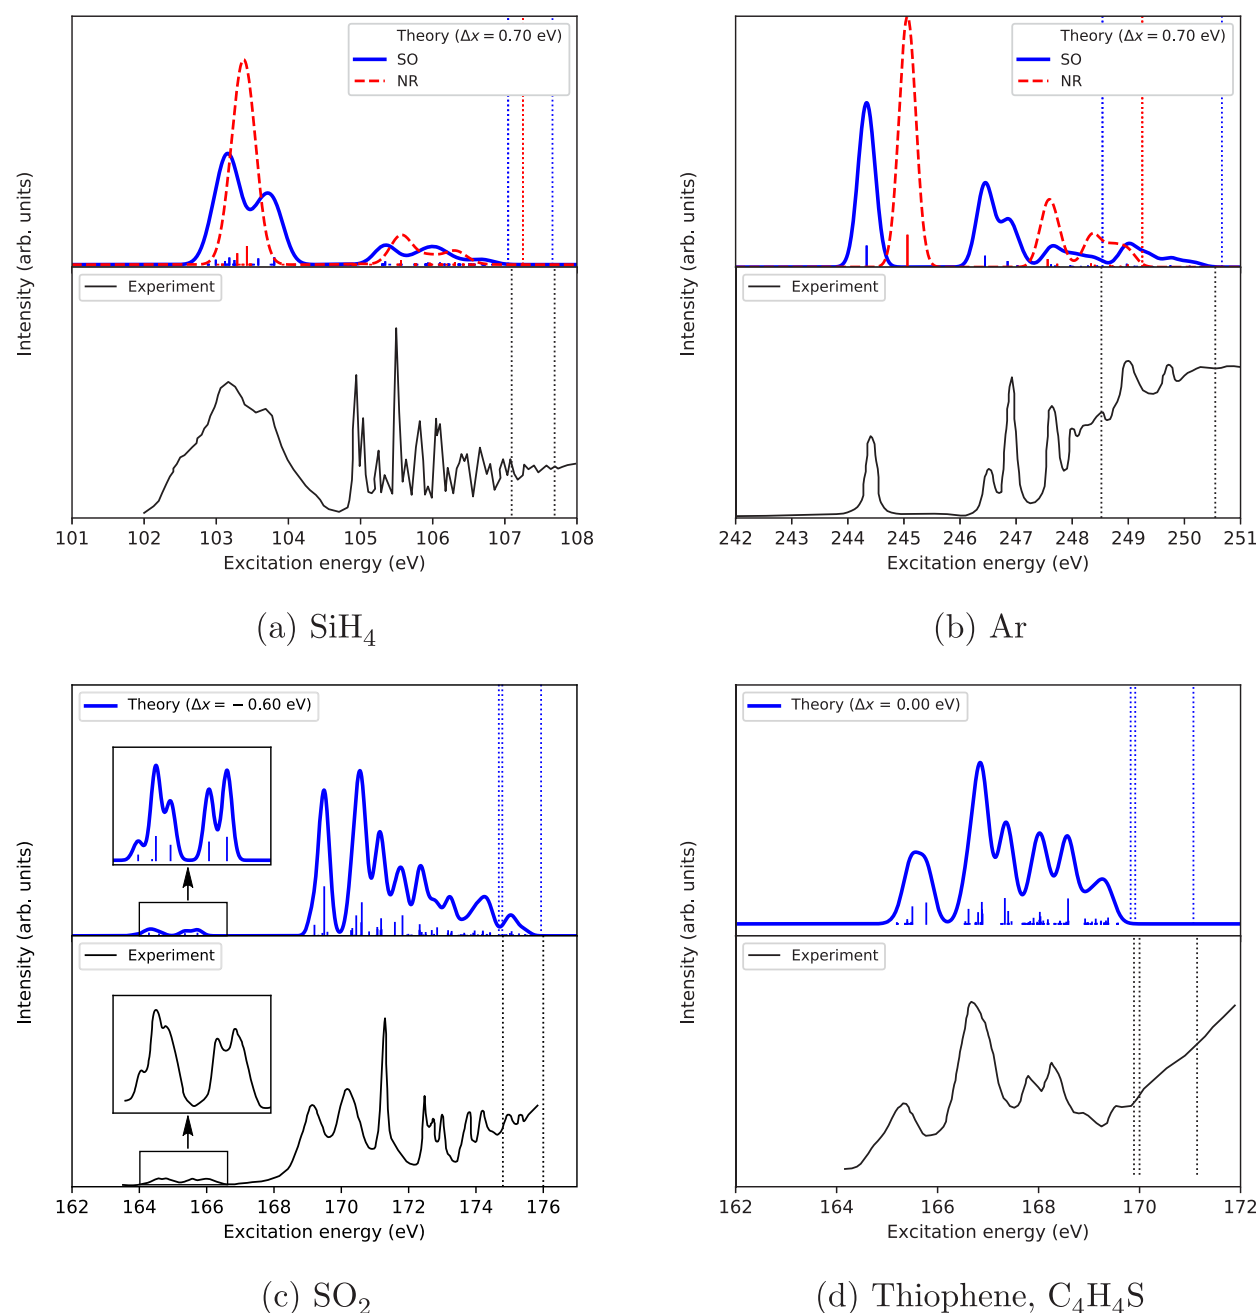 Theory (Δx = 0.70 eV)
SO
NR
Intensity (arb. units)
Experiment
101 102 103 104 105 106 107 108
Excitation energy (eV)
(a) SiH₄
Theory (Δx = 0.70 eV)
SO
NR
Intensity (arb. units)
Experiment
242 243 244 245 246 247 248 249 250 251
Excitation energy (eV)
(b) Ar
Theory (Δx = − 0.60 eV)
Intensity (arb. units)
Experiment
162 164 166 168 170 172 174 176
Excitation energy (eV)
(c) SO₂
Theory (Δx = 0.00 eV)
Intensity (arb. units)
Experiment
162 164 166 168 170 172
Excitation energy (eV)
(d) Thiophene, C₄H₄S